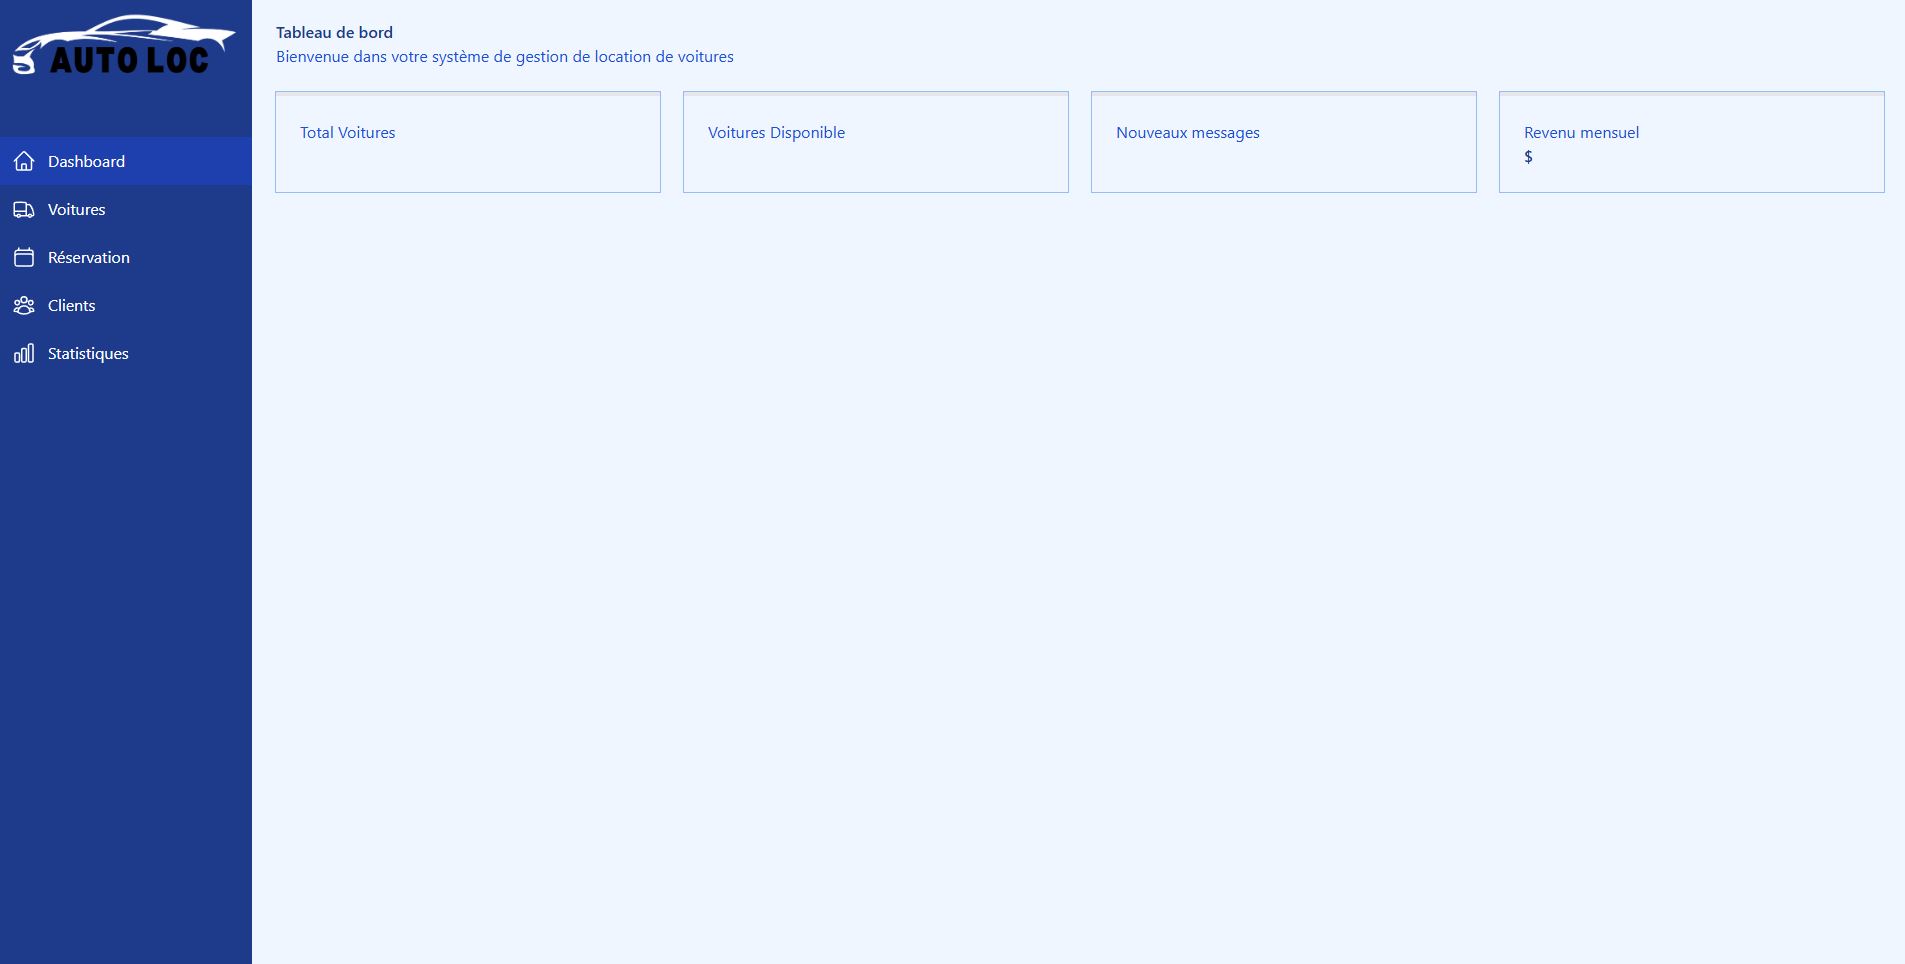 AUTO LOC
Dashboard
Voitures
Réservation
Clients
Statistiques
Tableau de bord
Bienvenue dans votre système de gestion de location de voitures
Total Voitures
Voitures Disponible
Nouveaux messages
Revenu mensuel
$